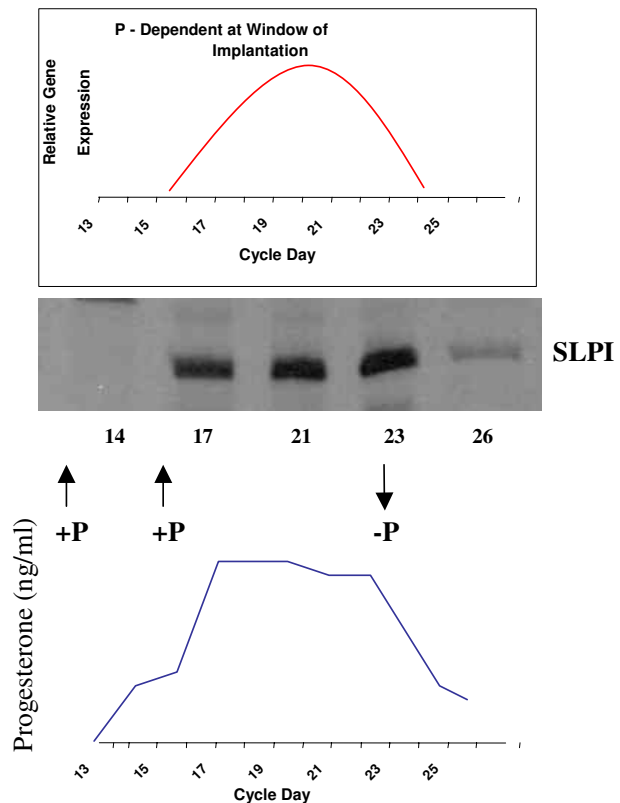 P - Dependent at Window of
Implantation
Relative Gene
Expression
13
15
17
19
21
23
25
Cycle Day
SLPI
14 17 21 23 26
+P +P -P
Progesterone (ng/ml)
13
15
17
19
21
23
25
Cycle Day